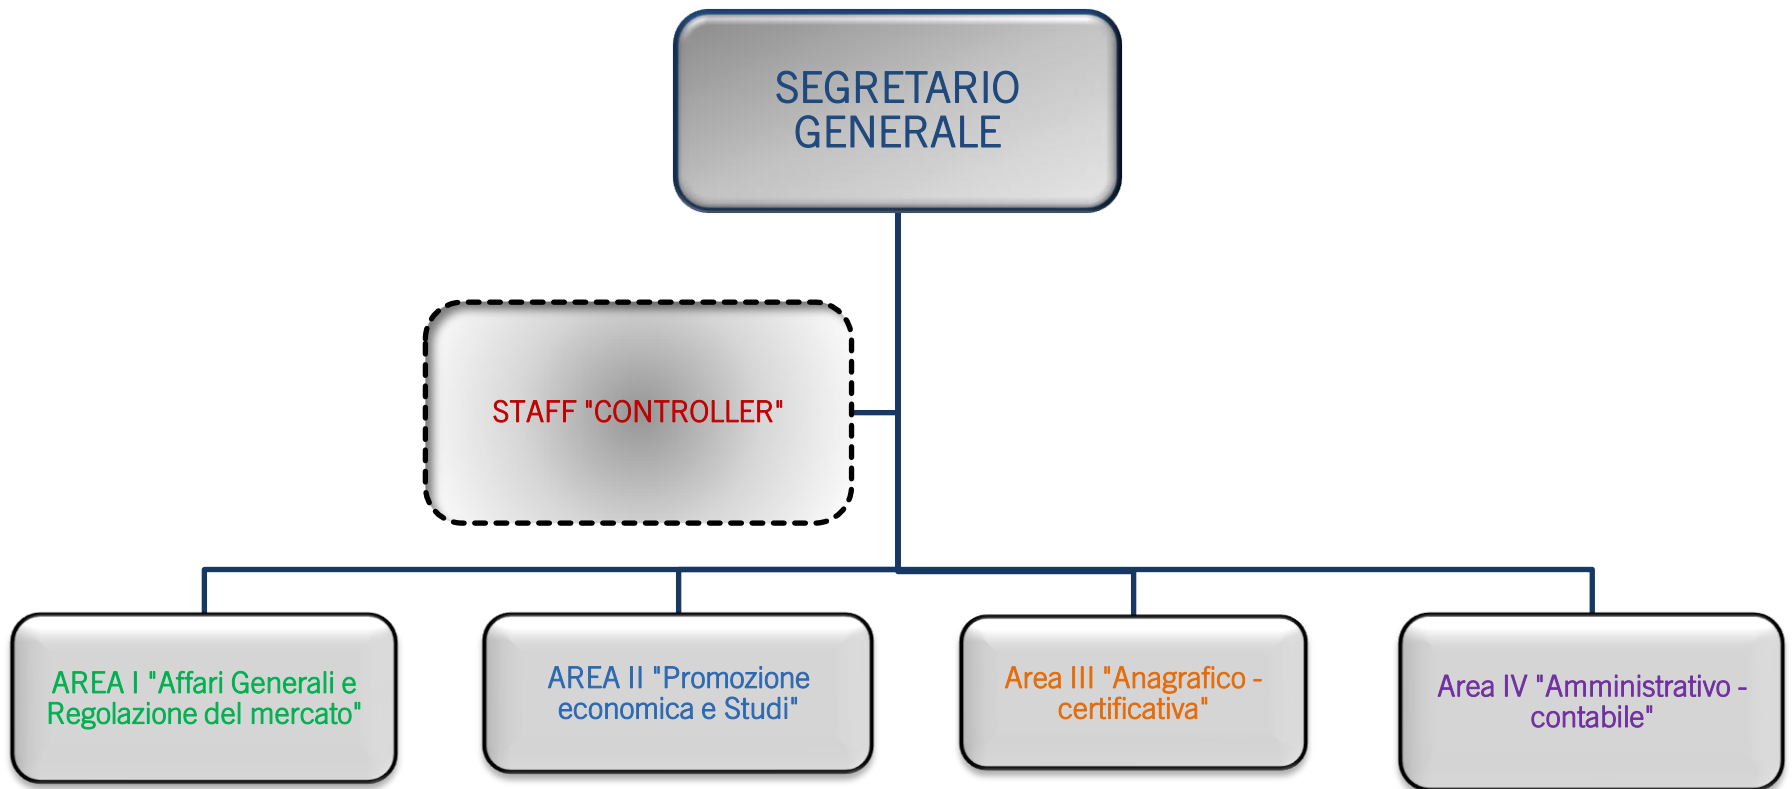 SEGRETARIO
GENERALE
STAFF "CONTROLLER"
AREA I "Affari Generali e
Regolazione del mercato"
AREA II "Promozione
economica e Studi"
Area III "Anagrafico -
certificativa"
Area IV "Amministrativo -
contabile"